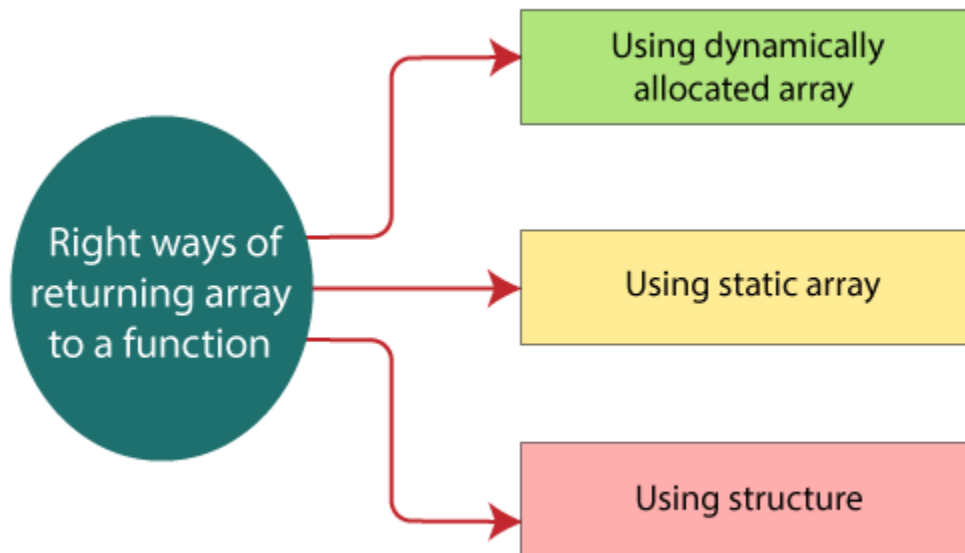 Right ways of
returning array
to a function
Using dynamically
allocated array
Using static array
Using structure